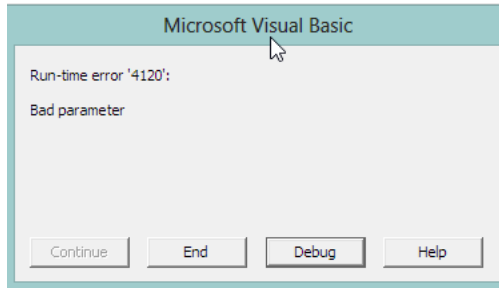 Microsoft Visual Basic
Run-time error '4120':
Bad parameter
Continue
End
Debug
Help